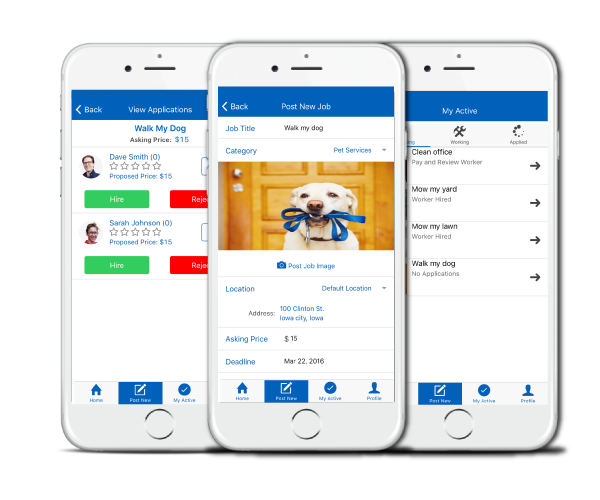 Back View Applications
Walk My Dog
Asking Price: $15
Dave Smith (0)
Proposed Price: $15
Hire Rejec
Sarah Johnson (0)
Proposed Price: $15
Hire Rejec
Home Post New My Active
Back Post New Job
Job Title Walk my dog
Category Pet Services
Post Job Image
Location Default Location
Address: 100 Clinton St.
Iowa city, Iowa
Asking Price $ 15
Deadline Mar 22, 2016
Home Post New My Active Profile
My Active
Working Applied
Clean office
Pay and Review Worker
Mow my yard
Worker Hired
Mow my lawn
Worker Hired
Walk my dog
No Applications
Post New My Active Profile